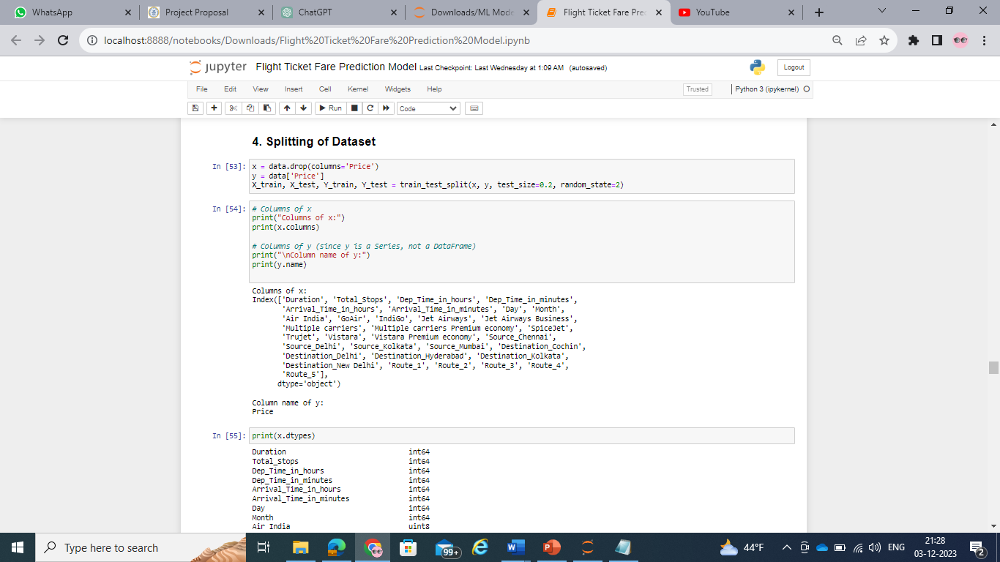 WhatsApp
Project Proposal
ChatGPT
Downloads/ML Mode
Flight Ticket Fare Pre
YouTube
localhost:8888/notebooks/Downloads/Flight%20Ticket%20Fare%20Prediction%20Model.ipynb
jupyter Flight Ticket Fare Prediction Model Last Checkpoint: Last Wednesday at 1:09 AM (autosaved)
Logout
File Edit View Insert Cell Kernel Widgets Help
Trusted
Python 3 (ipykernel)
Run
Code
4. Splitting of Dataset
In [53]: x = data.drop(columns='Price')
y = data['Price']
X_train, X_test, Y_train, Y_test = train_test_split(x, y, test_size=0.2, random_state=2)
In [54]: # Columns of x
print("Columns of x:")
print(x.columns)
# Columns of y (since y is a Series, not a DataFrame)
print("\nColumn name of y:")
print(y.name)
Columns of x:
Index(['Duration', 'Total_Stops', 'Dep_Time_in_hours', 'Dep_Time_in_minutes',
'Arrival_Time_in_hours', 'Arrival_Time_in_minutes', 'Day', 'Month',
'Air India', 'GoAir', 'IndiGo', 'Jet Airways', 'Jet Airways Business',
'Multiple carriers', 'Multiple carriers Premium economy', 'SpiceJet',
'Trujet', 'Vistara', 'Vistara Premium economy', 'Source_Chennai',
'Source_Delhi', 'Source_Kolkata', 'Source_Mumbai', 'Destination_Cochin',
'Destination_Delhi', 'Destination_Hyderabad', 'Destination_Kolkata',
'Destination_New Delhi', 'Route_1', 'Route_2', 'Route_3', 'Route_4',
'Route_5'],
dtype='object')
Column name of y:
Price
In [55]: print(x.dtypes)
Duration int64
Total_Stops int64
Dep_Time_in_hours int64
Dep_Time_in_minutes int64
Arrival_Time_in_hours int64
Arrival_Time_in_minutes int64
Day int64
Month int64
Air India uint8
Type here to search
99+
44°F
ENG
21:28
03-12-2023
2